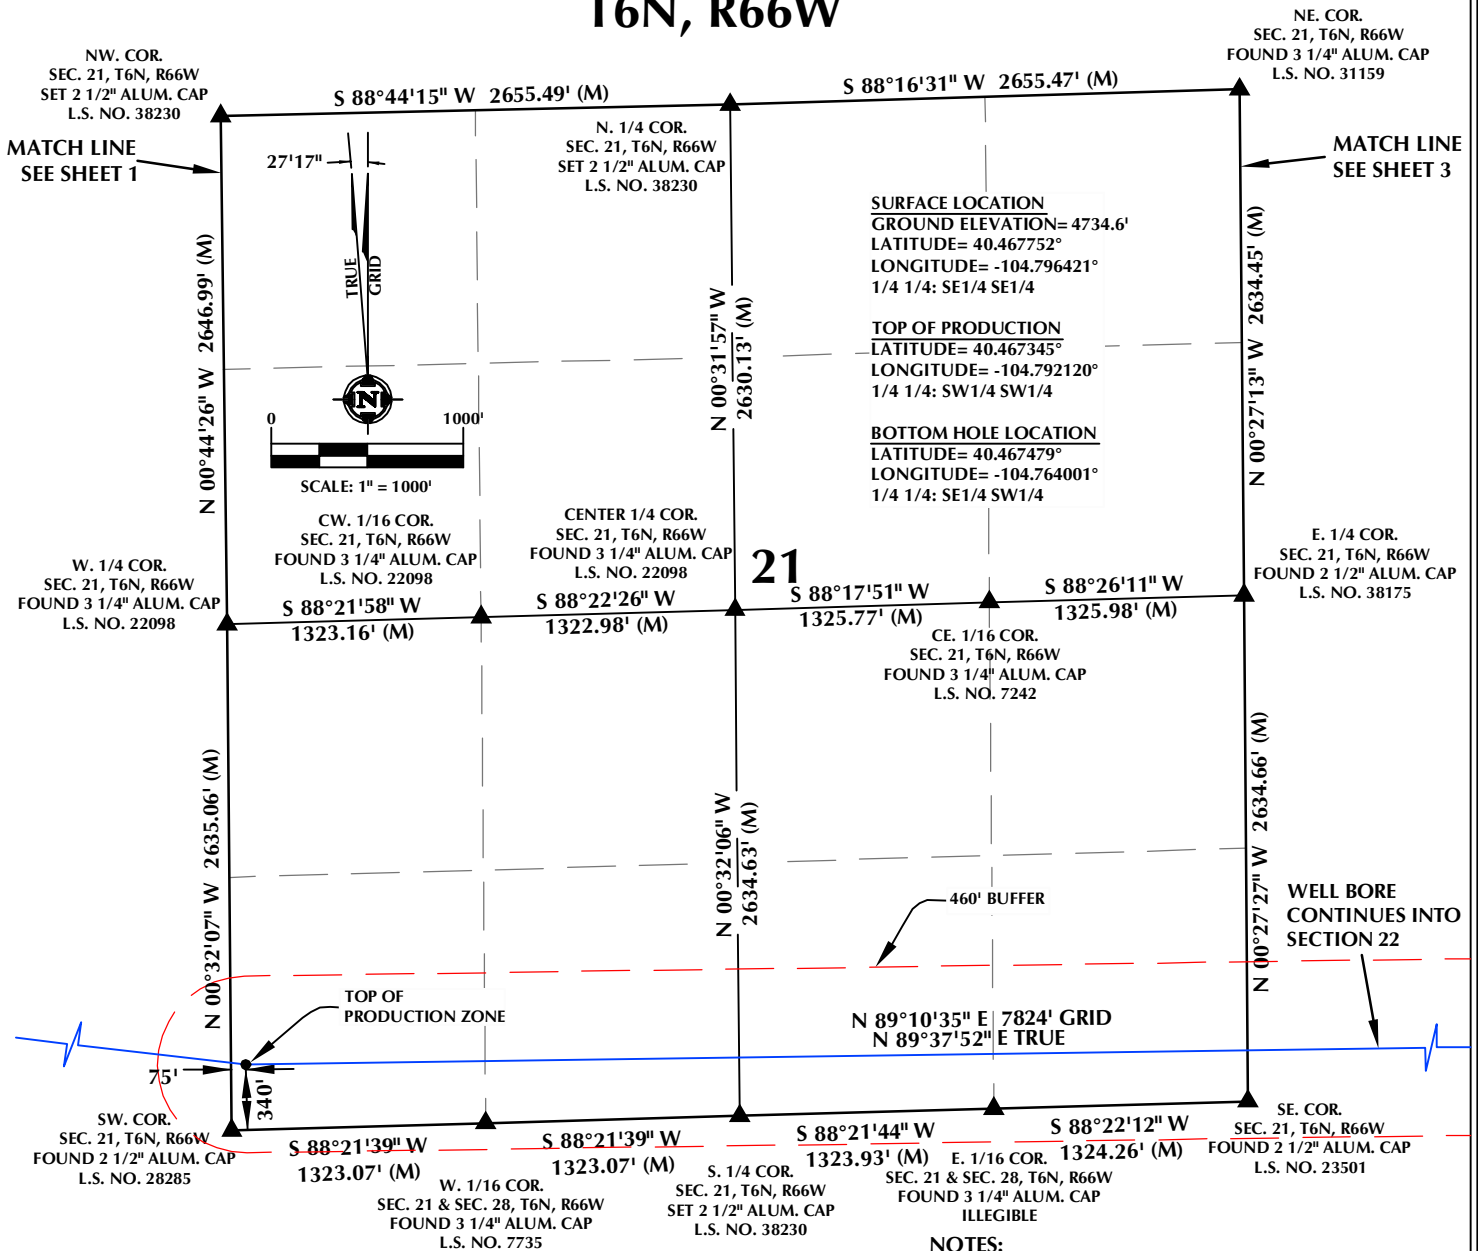 T6N, R66W
NW. COR.
SEC. 21, T6N, R66W
SET 2 1/2" ALUM. CAP
L.S. NO. 38230
S 88°44'15" W 2655.49' (M)
S 88°16'31" W 2655.47' (M)
NE. COR.
SEC. 21, T6N, R66W
FOUND 3 1/4" ALUM. CAP
L.S. NO. 31159
MATCH LINE
SEE SHEET 1
27'17"
N. 1/4 COR.
SEC. 21, T6N, R66W
SET 2 1/2" ALUM. CAP
L.S. NO. 38230
MATCH LINE
SEE SHEET 3
TRUE
GRID
N
0 1000'
SCALE: 1" = 1000'
SURFACE LOCATION
GROUND ELEVATION= 4734.6'
LATITUDE= 40.467752°
LONGITUDE= -104.796421°
1/4 1/4: SE1/4 SE1/4
TOP OF PRODUCTION
LATITUDE= 40.467345°
LONGITUDE= -104.792120°
1/4 1/4: SW1/4 SW1/4
BOTTOM HOLE LOCATION
LATITUDE= 40.467479°
LONGITUDE= -104.764001°
1/4 1/4: SE1/4 SW1/4
N 00°44'26" W 2646.99' (M)
N 00°31'57" W
2630.13' (M)
N 00°27'13" W 2634.45' (M)
W. 1/4 COR.
SEC. 21, T6N, R66W
FOUND 3 1/4" ALUM. CAP
L.S. NO. 22098
CW. 1/16 COR.
SEC. 21, T6N, R66W
FOUND 3 1/4" ALUM. CAP
L.S. NO. 22098
CENTER 1/4 COR.
SEC. 21, T6N, R66W
FOUND 3 1/4" ALUM. CAP
L.S. NO. 22098
21
E. 1/4 COR.
SEC. 21, T6N, R66W
FOUND 2 1/2" ALUM. CAP
L.S. NO. 38175
S 88°21'58" W
1323.16' (M)
S 88°22'26" W
1322.98' (M)
S 88°17'51" W
1325.77' (M)
S 88°26'11" W
1325.98' (M)
CE. 1/16 COR.
SEC. 21, T6N, R66W
FOUND 3 1/4" ALUM. CAP
L.S. NO. 7242
N 00°32'07" W 2635.06' (M)
N 00°32'06" W
2634.63' (M)
N 00°27'27" W 2634.66' (M)
460' BUFFER
WELL BORE
CONTINUES INTO
SECTION 22
TOP OF
PRODUCTION ZONE
N 89°10'35" E 7824' GRID
N 89°37'52" E TRUE
75'
340'
SW. COR.
SEC. 21, T6N, R66W
FOUND 2 1/2" ALUM. CAP
L.S. NO. 28285
S 88°21'39" W
1323.07' (M)
S 88°21'39" W
1323.07' (M)
S 88°21'44" W
1323.93' (M)
S 88°22'12" W
1324.26' (M)
SE. COR.
SEC. 21, T6N, R66W
FOUND 2 1/2" ALUM. CAP
L.S. NO. 23501
W. 1/16 COR.
SEC. 21 & SEC. 28, T6N, R66W
FOUND 3 1/4" ALUM. CAP
L.S. NO. 7735
S. 1/4 COR.
SEC. 21, T6N, R66W
SET 2 1/2" ALUM. CAP
L.S. NO. 38230
E. 1/16 COR.
SEC. 21 & SEC. 28, T6N, R66W
FOUND 3 1/4" ALUM. CAP
ILLEGIBLE
NOTES: